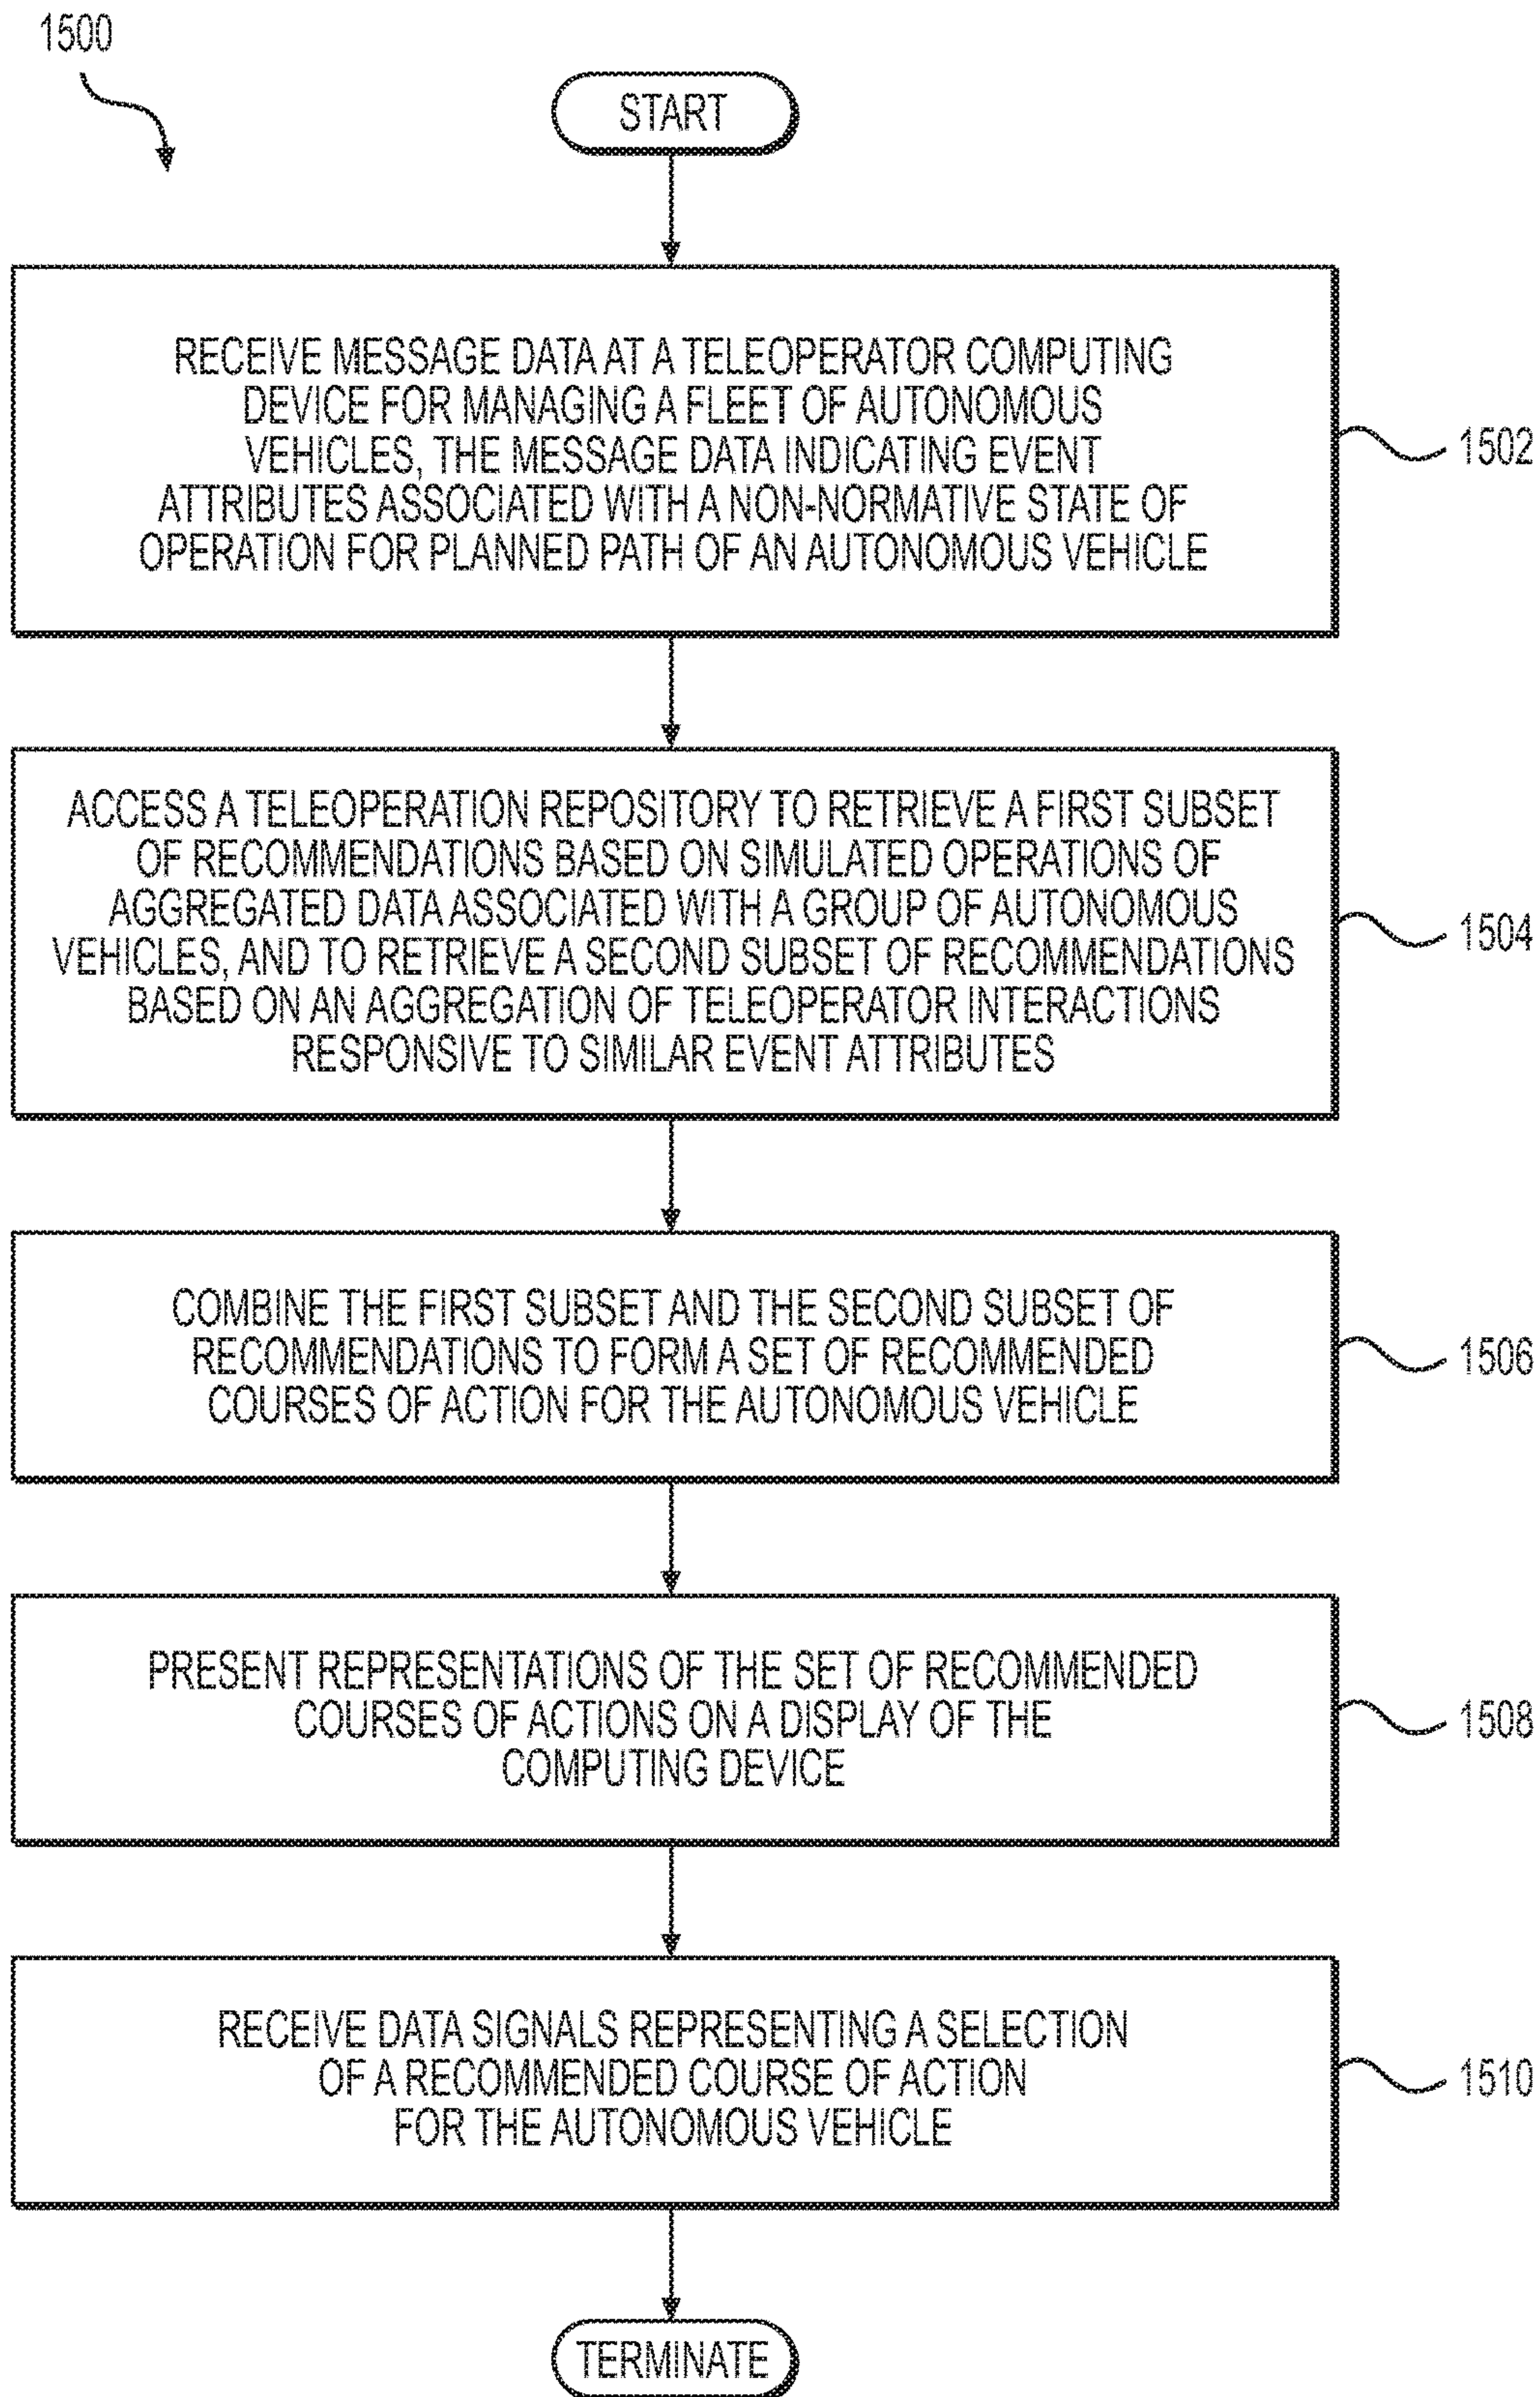 1500
START
RECEIVE MESSAGE DATA AT A TELEOPERATOR COMPUTING
DEVICE FOR MANAGING A FLEET OF AUTONOMOUS
VEHICLES, THE MESSAGE DATA INDICATING EVENT
ATTRIBUTES ASSOCIATED WITH A NON-NORMATIVE STATE OF
OPERATION FOR PLANNED PATH OF AN AUTONOMOUS VEHICLE
1502
ACCESS A TELEOPERATION REPOSITORY TO RETRIEVE A FIRST SUBSET
OF RECOMMENDATIONS BASED ON SIMULATED OPERATIONS OF
AGGREGATED DATA ASSOCIATED WITH A GROUP OF AUTONOMOUS
VEHICLES, AND TO RETRIEVE A SECOND SUBSET OF RECOMMENDATIONS
BASED ON AN AGGREGATION OF TELEOPERATOR INTERACTIONS
RESPONSIVE TO SIMILAR EVENT ATTRIBUTES
1504
COMBINE THE FIRST SUBSET AND THE SECOND SUBSET OF
RECOMMENDATIONS TO FORM A SET OF RECOMMENDED
COURSES OF ACTION FOR THE AUTONOMOUS VEHICLE
1506
PRESENT REPRESENTATIONS OF THE SET OF RECOMMENDED
COURSES OF ACTIONS ON A DISPLAY OF THE
COMPUTING DEVICE
1508
RECEIVE DATA SIGNALS REPRESENTING A SELECTION
OF A RECOMMENDED COURSE OF ACTION
FOR THE AUTONOMOUS VEHICLE
1510
TERMINATE